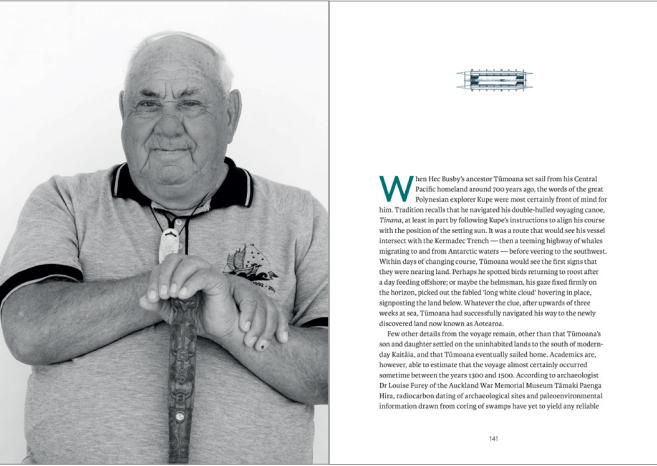 When Hec Busby's ancestor Tūmoana set sail from his Central
Pacific homeland around 700 years ago, the words of the great
Polynesian explorer Kupe were most certainly front of mind for
him. Tradition recalls that he navigated his double-hulled voyaging canoe,
Tinana, at least in part by following Kupe's instructions to align his course
with the position of the setting sun. It was a route that would see his vessel
intersect with the Kermadec Trench — then a teeming highway of whales
migrating to and from Antarctic waters — before veering to the southwest.
Within days of changing course, Tūmoana would see the first signs that
they were nearing land. Perhaps he spotted birds returning to roost after
a day feeding offshore; or maybe the helmsman, his gaze fixed firmly on
the horizon, picked out the fabled 'long white cloud' hovering in place,
signposting the land below. Whatever the clue, after upwards of three
weeks at sea, Tūmoana had successfully navigated his way to the newly
discovered land now known as Aotearoa.
Few other details from the voyage remain, other than that Tūmoana's
son and daughter settled on the uninhabited lands to the south of modern-
day Kaitāia, and that Tūmoana eventually sailed home. Academics are,
however, able to estimate that the voyage almost certainly occurred
sometime between the years 1300 and 1500. According to archaeologist
Dr Louise Furey of the Auckland War Memorial Museum Tāmaki Paenga
Hira, radiocarbon dating of archaeological sites and paleoenvironmental
information drawn from coring of swamps have yet to yield any reliable
141